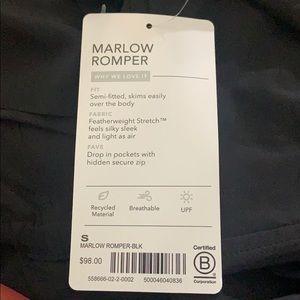 MARLOW
ROMPER
WHY WE LOVE IT
FIT
Semi-fitted, skims easily
over the body
FABRIC
Featherweight Stretch™
feels silky sleek
and light as air
FAVE
Drop in pockets with
hidden secure zip
Recycled
Material
Breathable
UPF
S
MARLOW ROMPER-BLK
$98.00
558666-02-2-0002
500046040836
Certified
B
Corporation